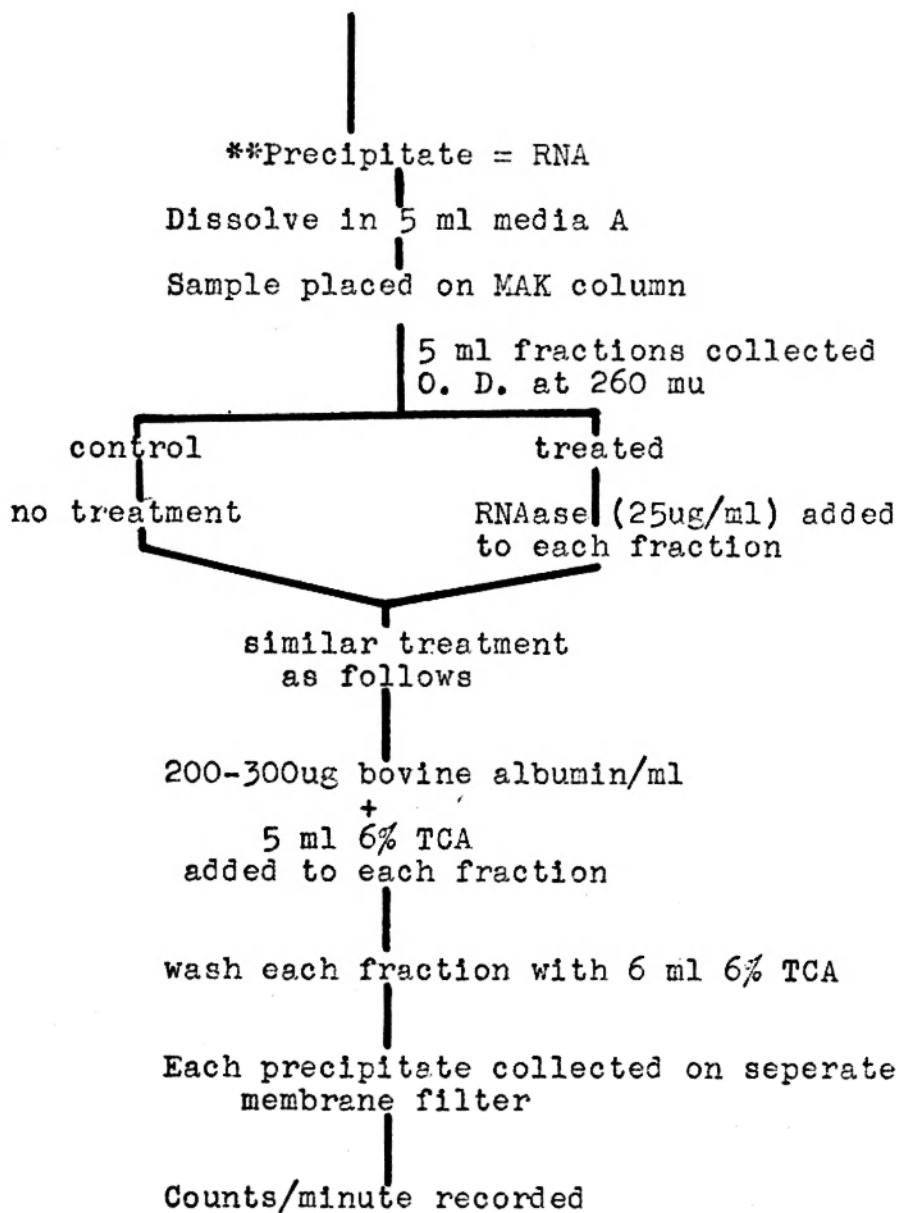 **Precipitate = RNA
Dissolve in 5 ml media A
Sample placed on MAK column
5 ml fractions collected
O. D. at 260 mu
control
treated
no treatment
RNAase (25ug/ml) added
to each fraction
similar treatment
as follows
200-300ug bovine albumin/ml
+
5 ml 6% TCA
added to each fraction
wash each fraction with 6 ml 6% TCA
Each precipitate collected on seperate
membrane filter
Counts/minute recorded